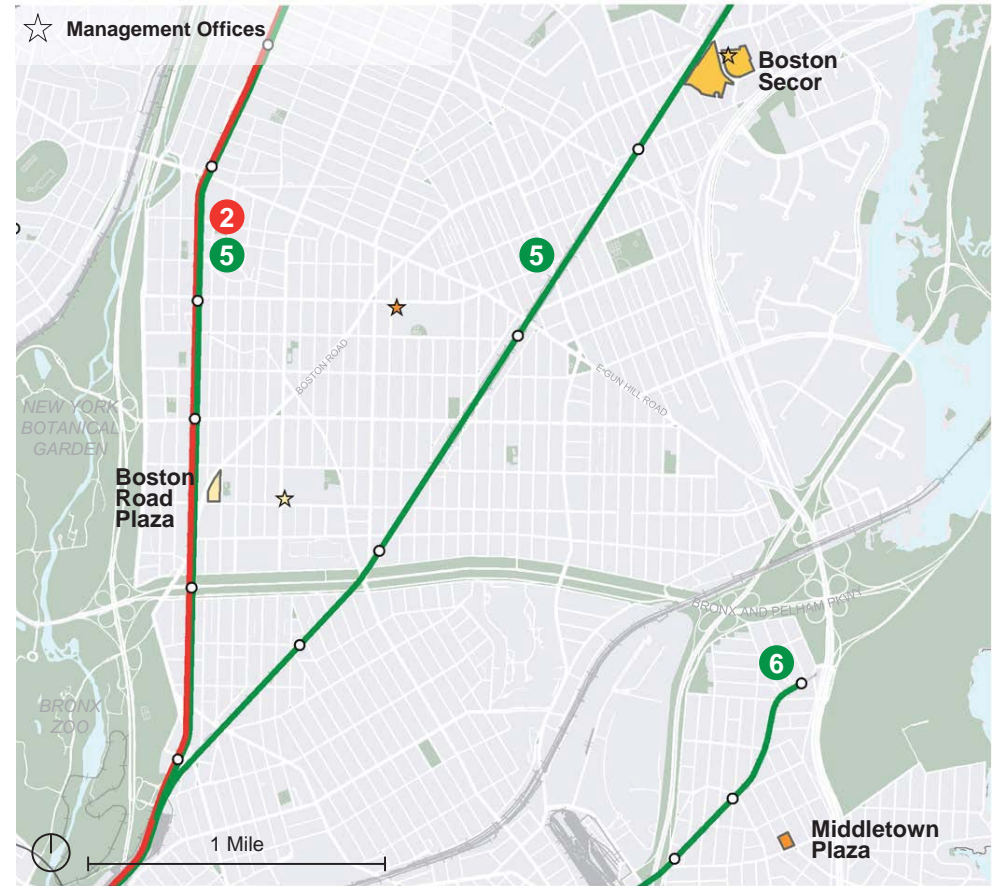 Management Offices
Boston
Secor
2
5
5
BOSTON ROAD
E GUN HILL ROAD
NEW YORK
BOTANICAL
GARDEN
Boston
Road
Plaza
BRONX AND PELHAM PKWY
6
BRONX
ZOO
Middletown
Plaza
1 Mile